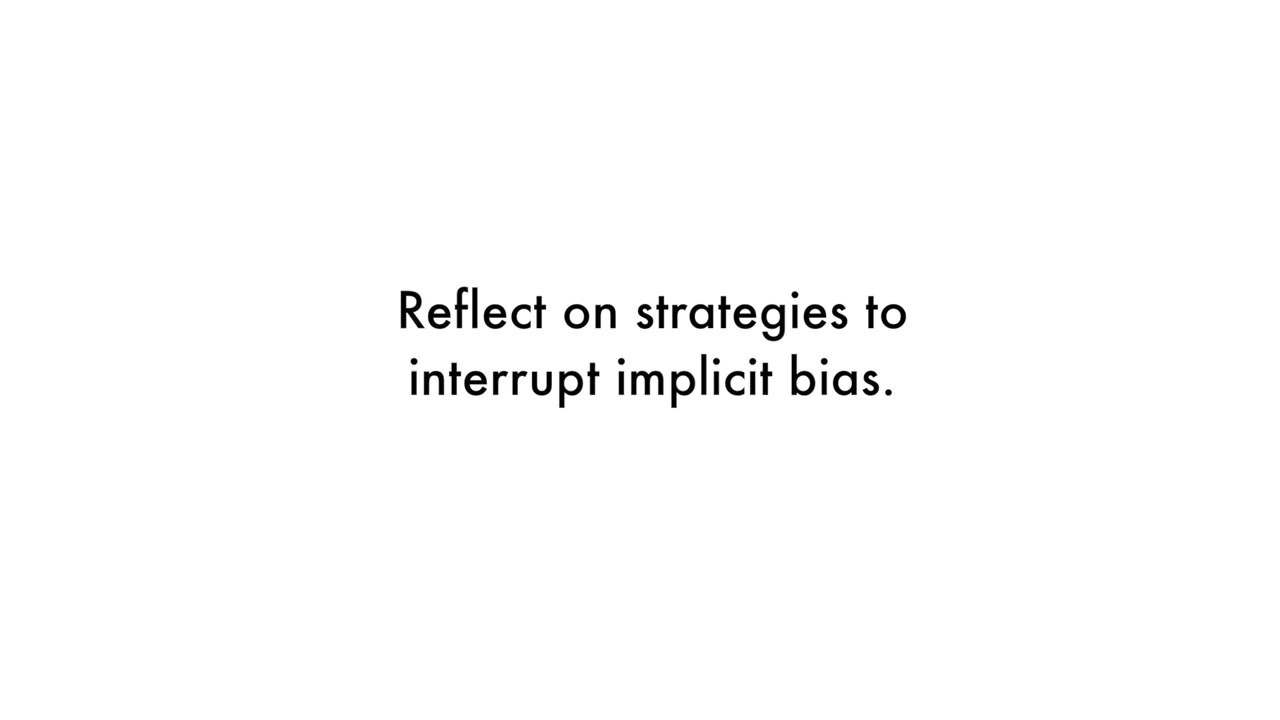 Reflect on strategies to
interrupt implicit bias.